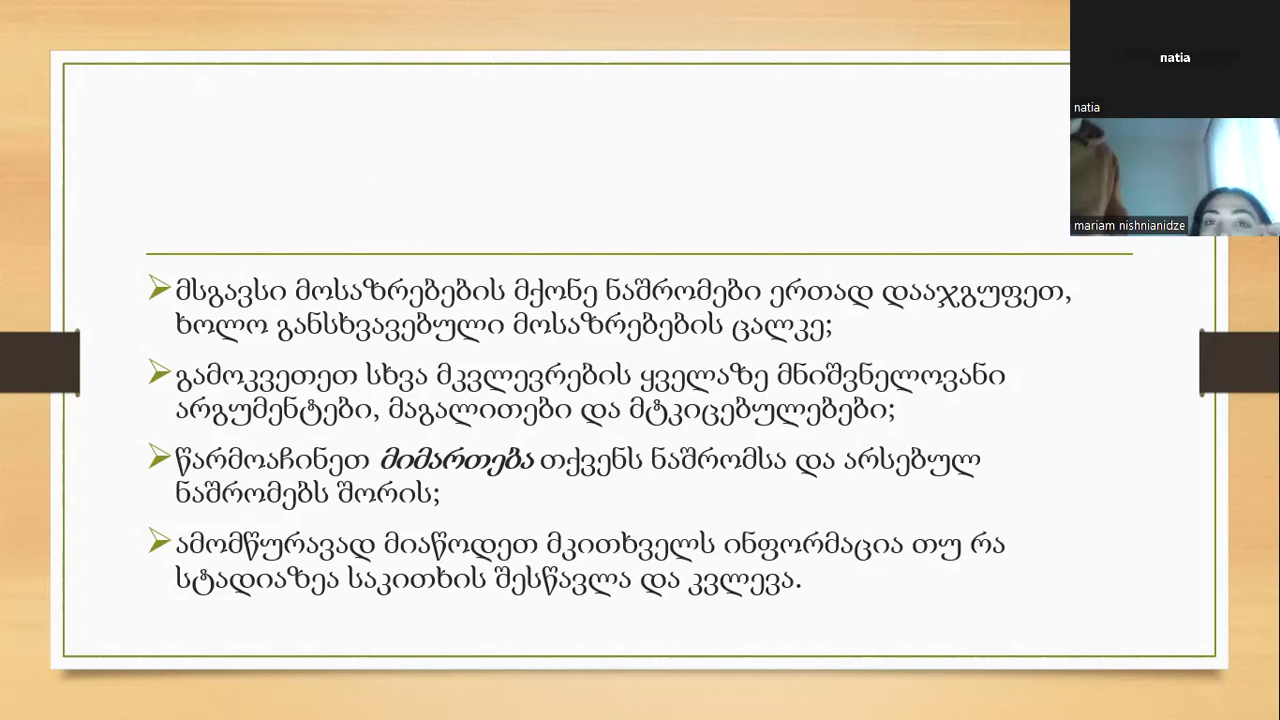 natia
natia
mariam nishnianidze
მსგავსი მოსაზრებების მქონე ნაშრომები ერთად დააჯგუფეთ,
ხოლო განსხვავებული მოსაზრებების ცალკე;
გამოკვეთეთ სხვა მკვლევრების ყველაზე მნიშვნელოვანი
არგუმენტები, მაგალითები და მტკიცებულებები;
წარმოაჩინეთ მიმართება თქვენს ნაშრომსა და არსებულ
ნაშრომებს შორის;
ამომწურავად მიაწოდეთ მკითხველს ინფორმაცია თუ რა
სტადიაზეა საკითხის შესწავლა და კვლევა.